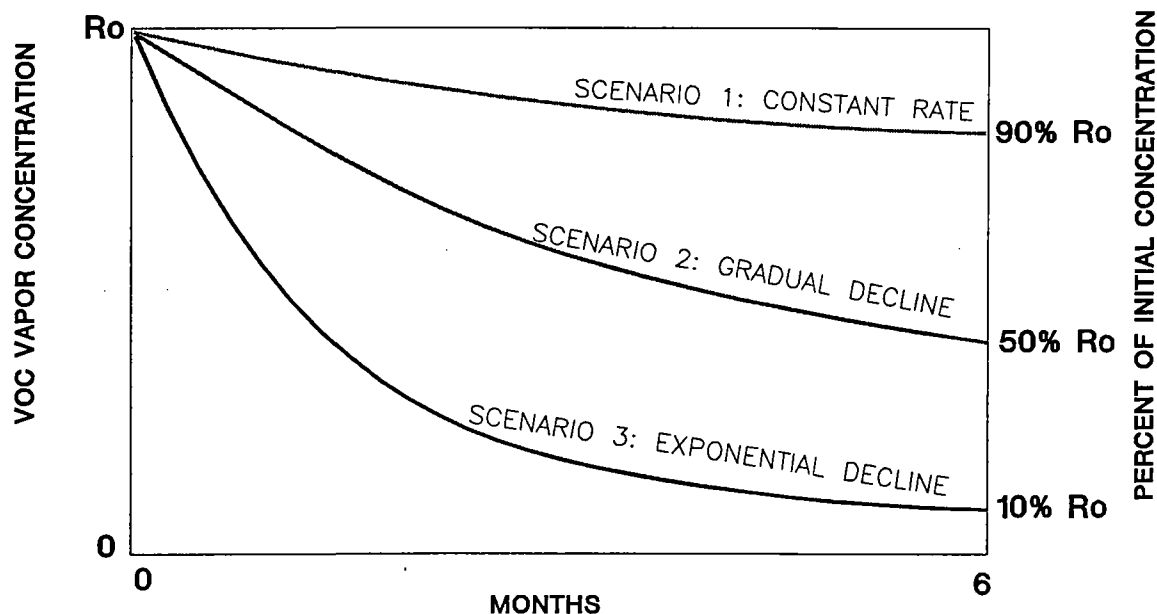 Ro
VOC VAPOR CONCENTRATION
PERCENT OF INITIAL CONCENTRATION
SCENARIO 1: CONSTANT RATE
90% Ro
SCENARIO 2: GRADUAL DECLINE
50% Ro
SCENARIO 3: EXPONENTIAL DECLINE
10% Ro
0
0
6
MONTHS